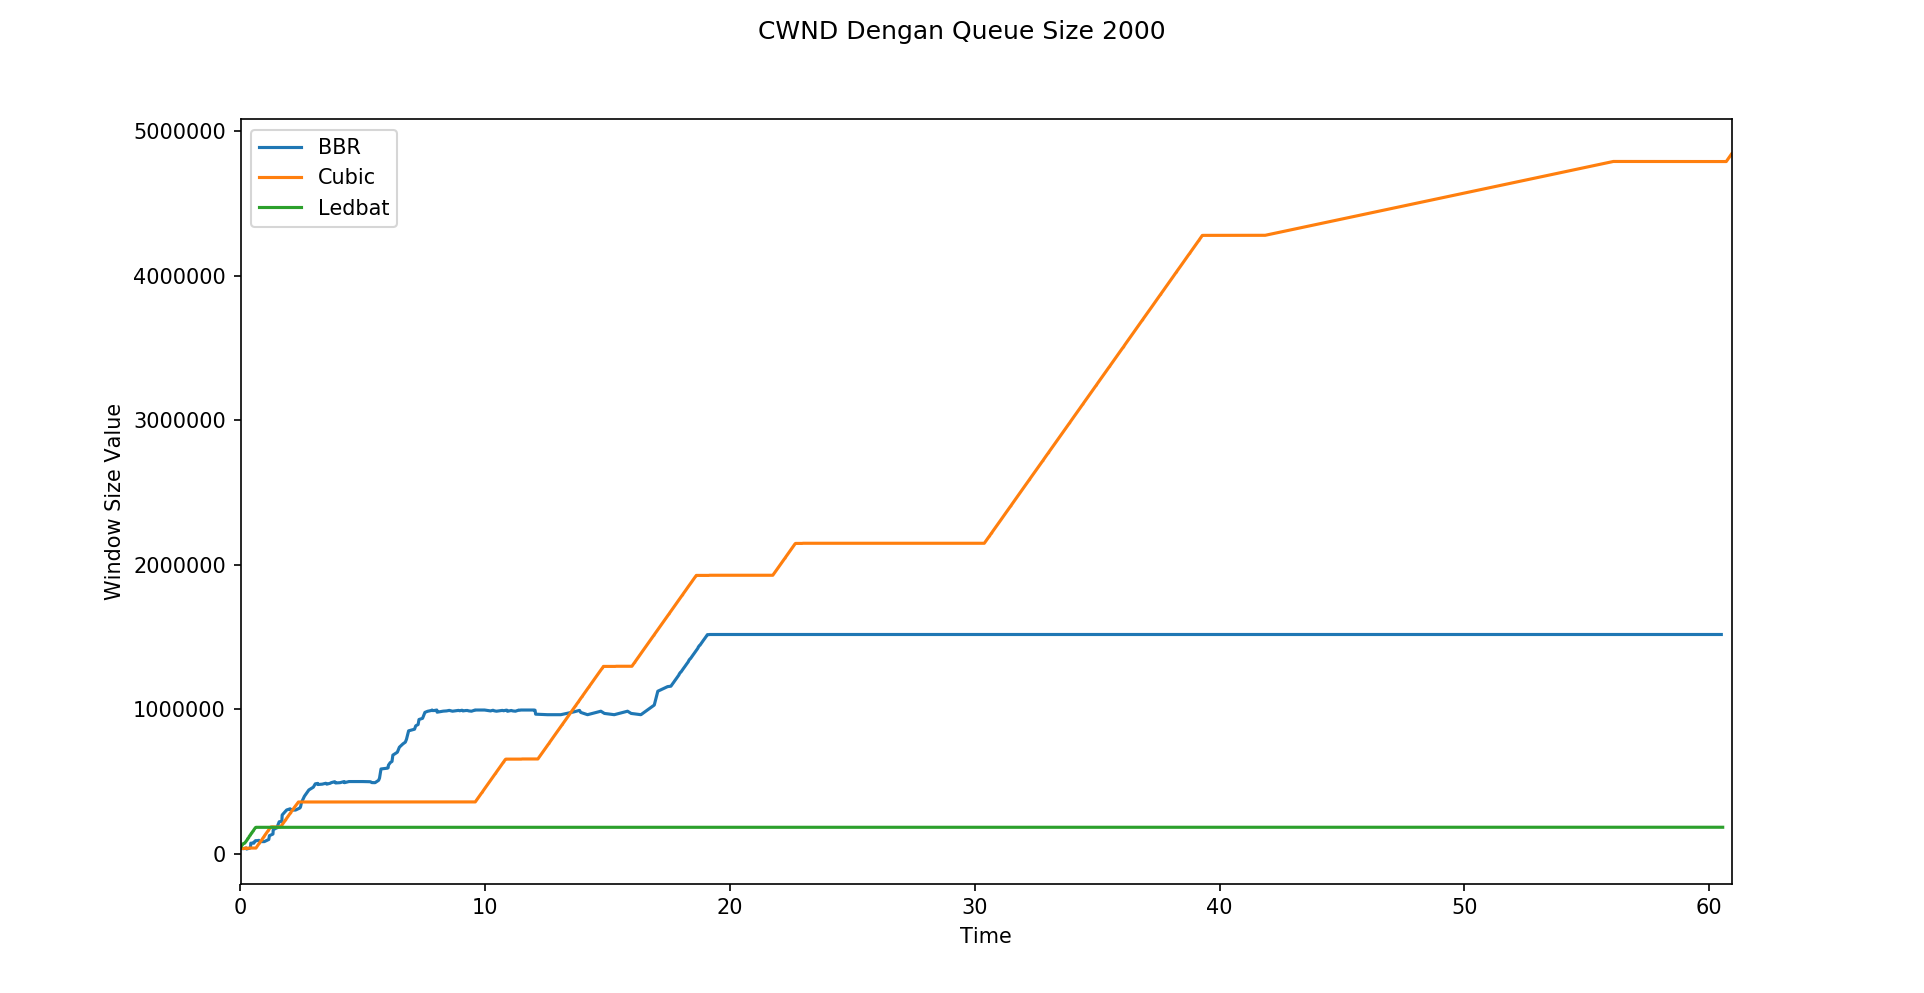 CWND Dengan Queue Size 2000
5000000
4000000
3000000
2000000
1000000
0
Window Size Value
BBR
Cubic
Ledbat
0 10 20 30 40 50 60
Time